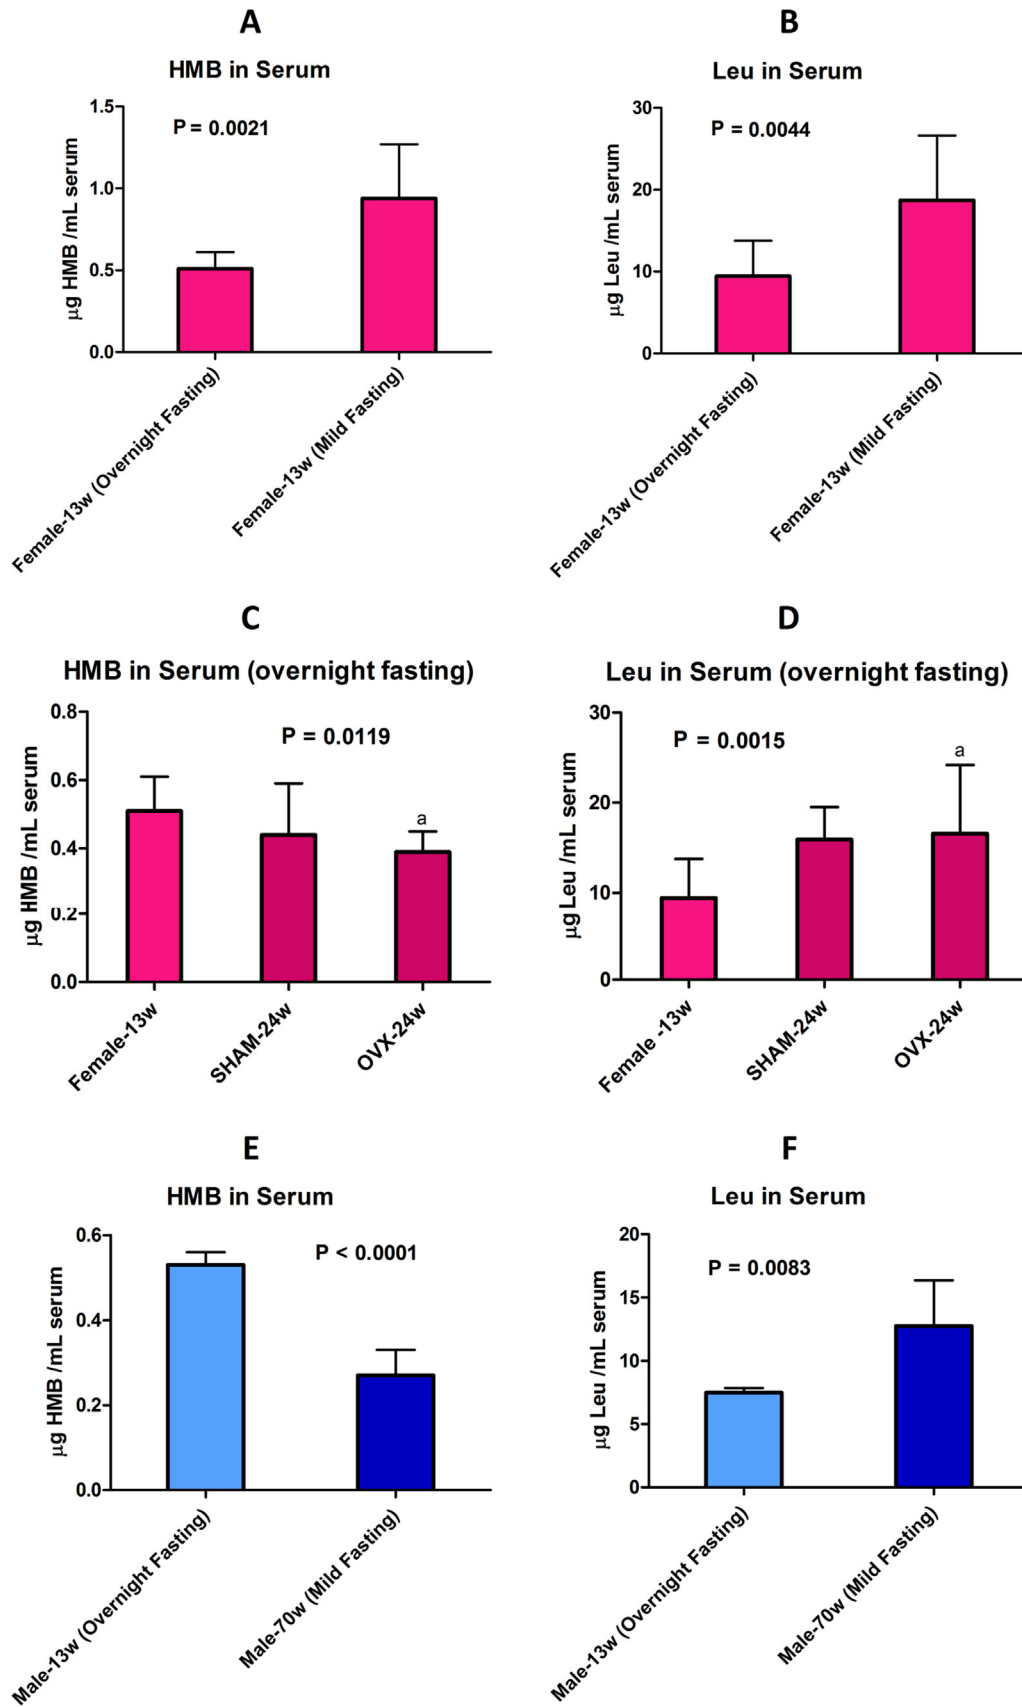 A
HMB in Serum
P = 0.0021
µg HMB /mL serum
1.5
1.0
0.5
0.0
Female-13w (Overnight Fasting)
Female-13w (Mild Fasting)
B
Leu in Serum
P = 0.0044
µg Leu /mL serum
30
20
10
0
Female-13w (Overnight Fasting)
Female-13w (Mild Fasting)
C
HMB in Serum (overnight fasting)
P = 0.0119
µg HMB /mL serum
0.8
0.6
0.4
0.2
0.0
a
Female-13w
SHAM-24w
OVX-24w
D
Leu in Serum (overnight fasting)
P = 0.0015
µg Leu /mL serum
30
20
10
0
a
Female -13w
SHAM-24w
OVX-24w
E
HMB in Serum
P < 0.0001
µg HMB /mL serum
0.6
0.4
0.2
0.0
Male-13w (Overnight Fasting)
Male-70w (Mild Fasting)
F
Leu in Serum
P = 0.0083
µg Leu /mL serum
20
15
10
5
0
Male-13w (Overnight Fasting)
Male-70w (Mild Fasting)